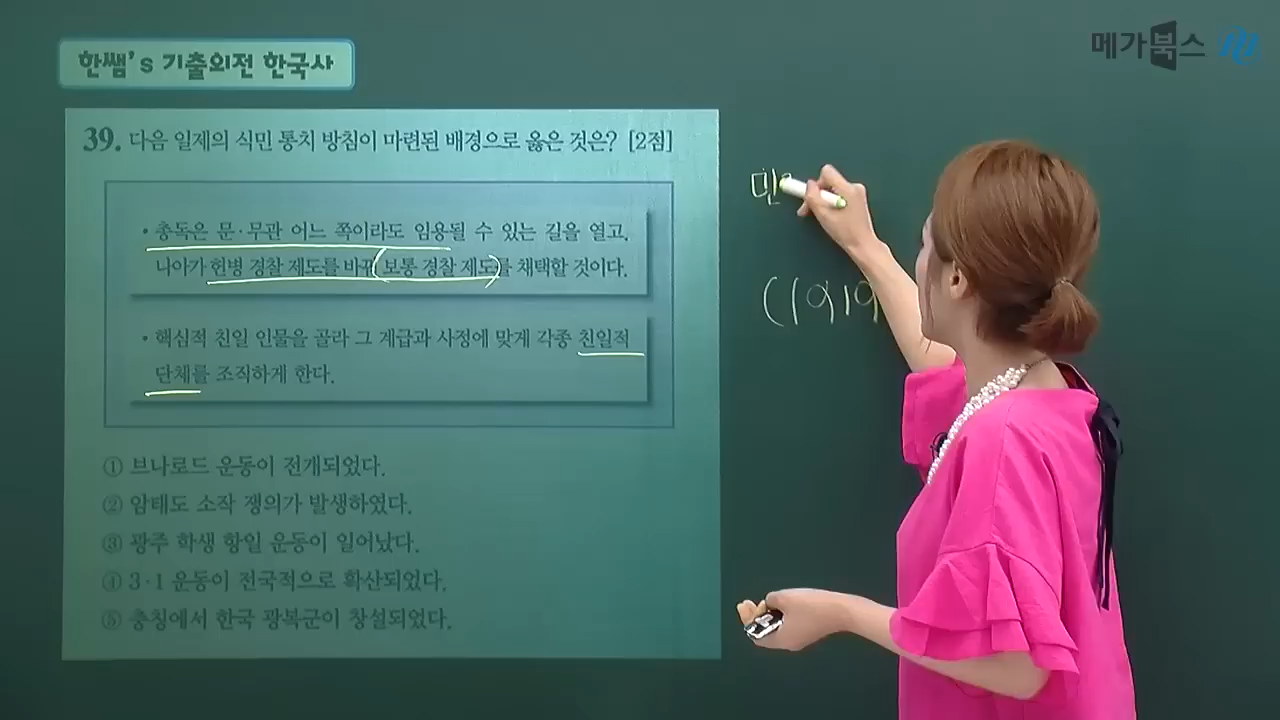 한쌤's 기출외전 한국사
메가북스
39. 다음 일제의 식민 통치 방침이 마련된 배경으로 옳은 것은? [2점]
• 총독은 문·무관 어느 쪽이라도 임용될 수 있는 길을 열고,
나아가 헌병 경찰 제도를 바꿔 보통 경찰 제도를 채택할 것이다.
• 핵심적 친일 인물을 골라 그 계급과 사정에 맞게 각종 친일적
단체를 조직하게 한다.
① 브나로드 운동이 전개되었다.
② 암태도 소작 쟁의가 발생하였다.
③ 광주 학생 항일 운동이 일어났다.
④ 3·1 운동이 전국적으로 확산되었다.
⑤ 충칭에서 한국 광복군이 창설되었다.
민
(1919